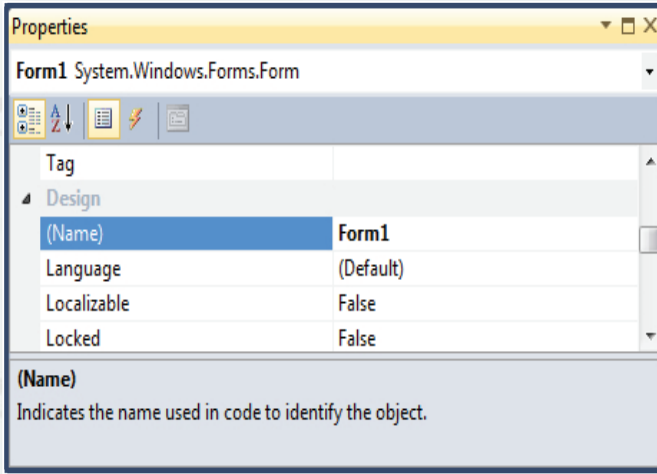 Properties
Form1 System.Windows.Forms.Form
Tag
Design
(Name) Form1
Language (Default)
Localizable False
Locked False
(Name)
Indicates the name used in code to identify the object.